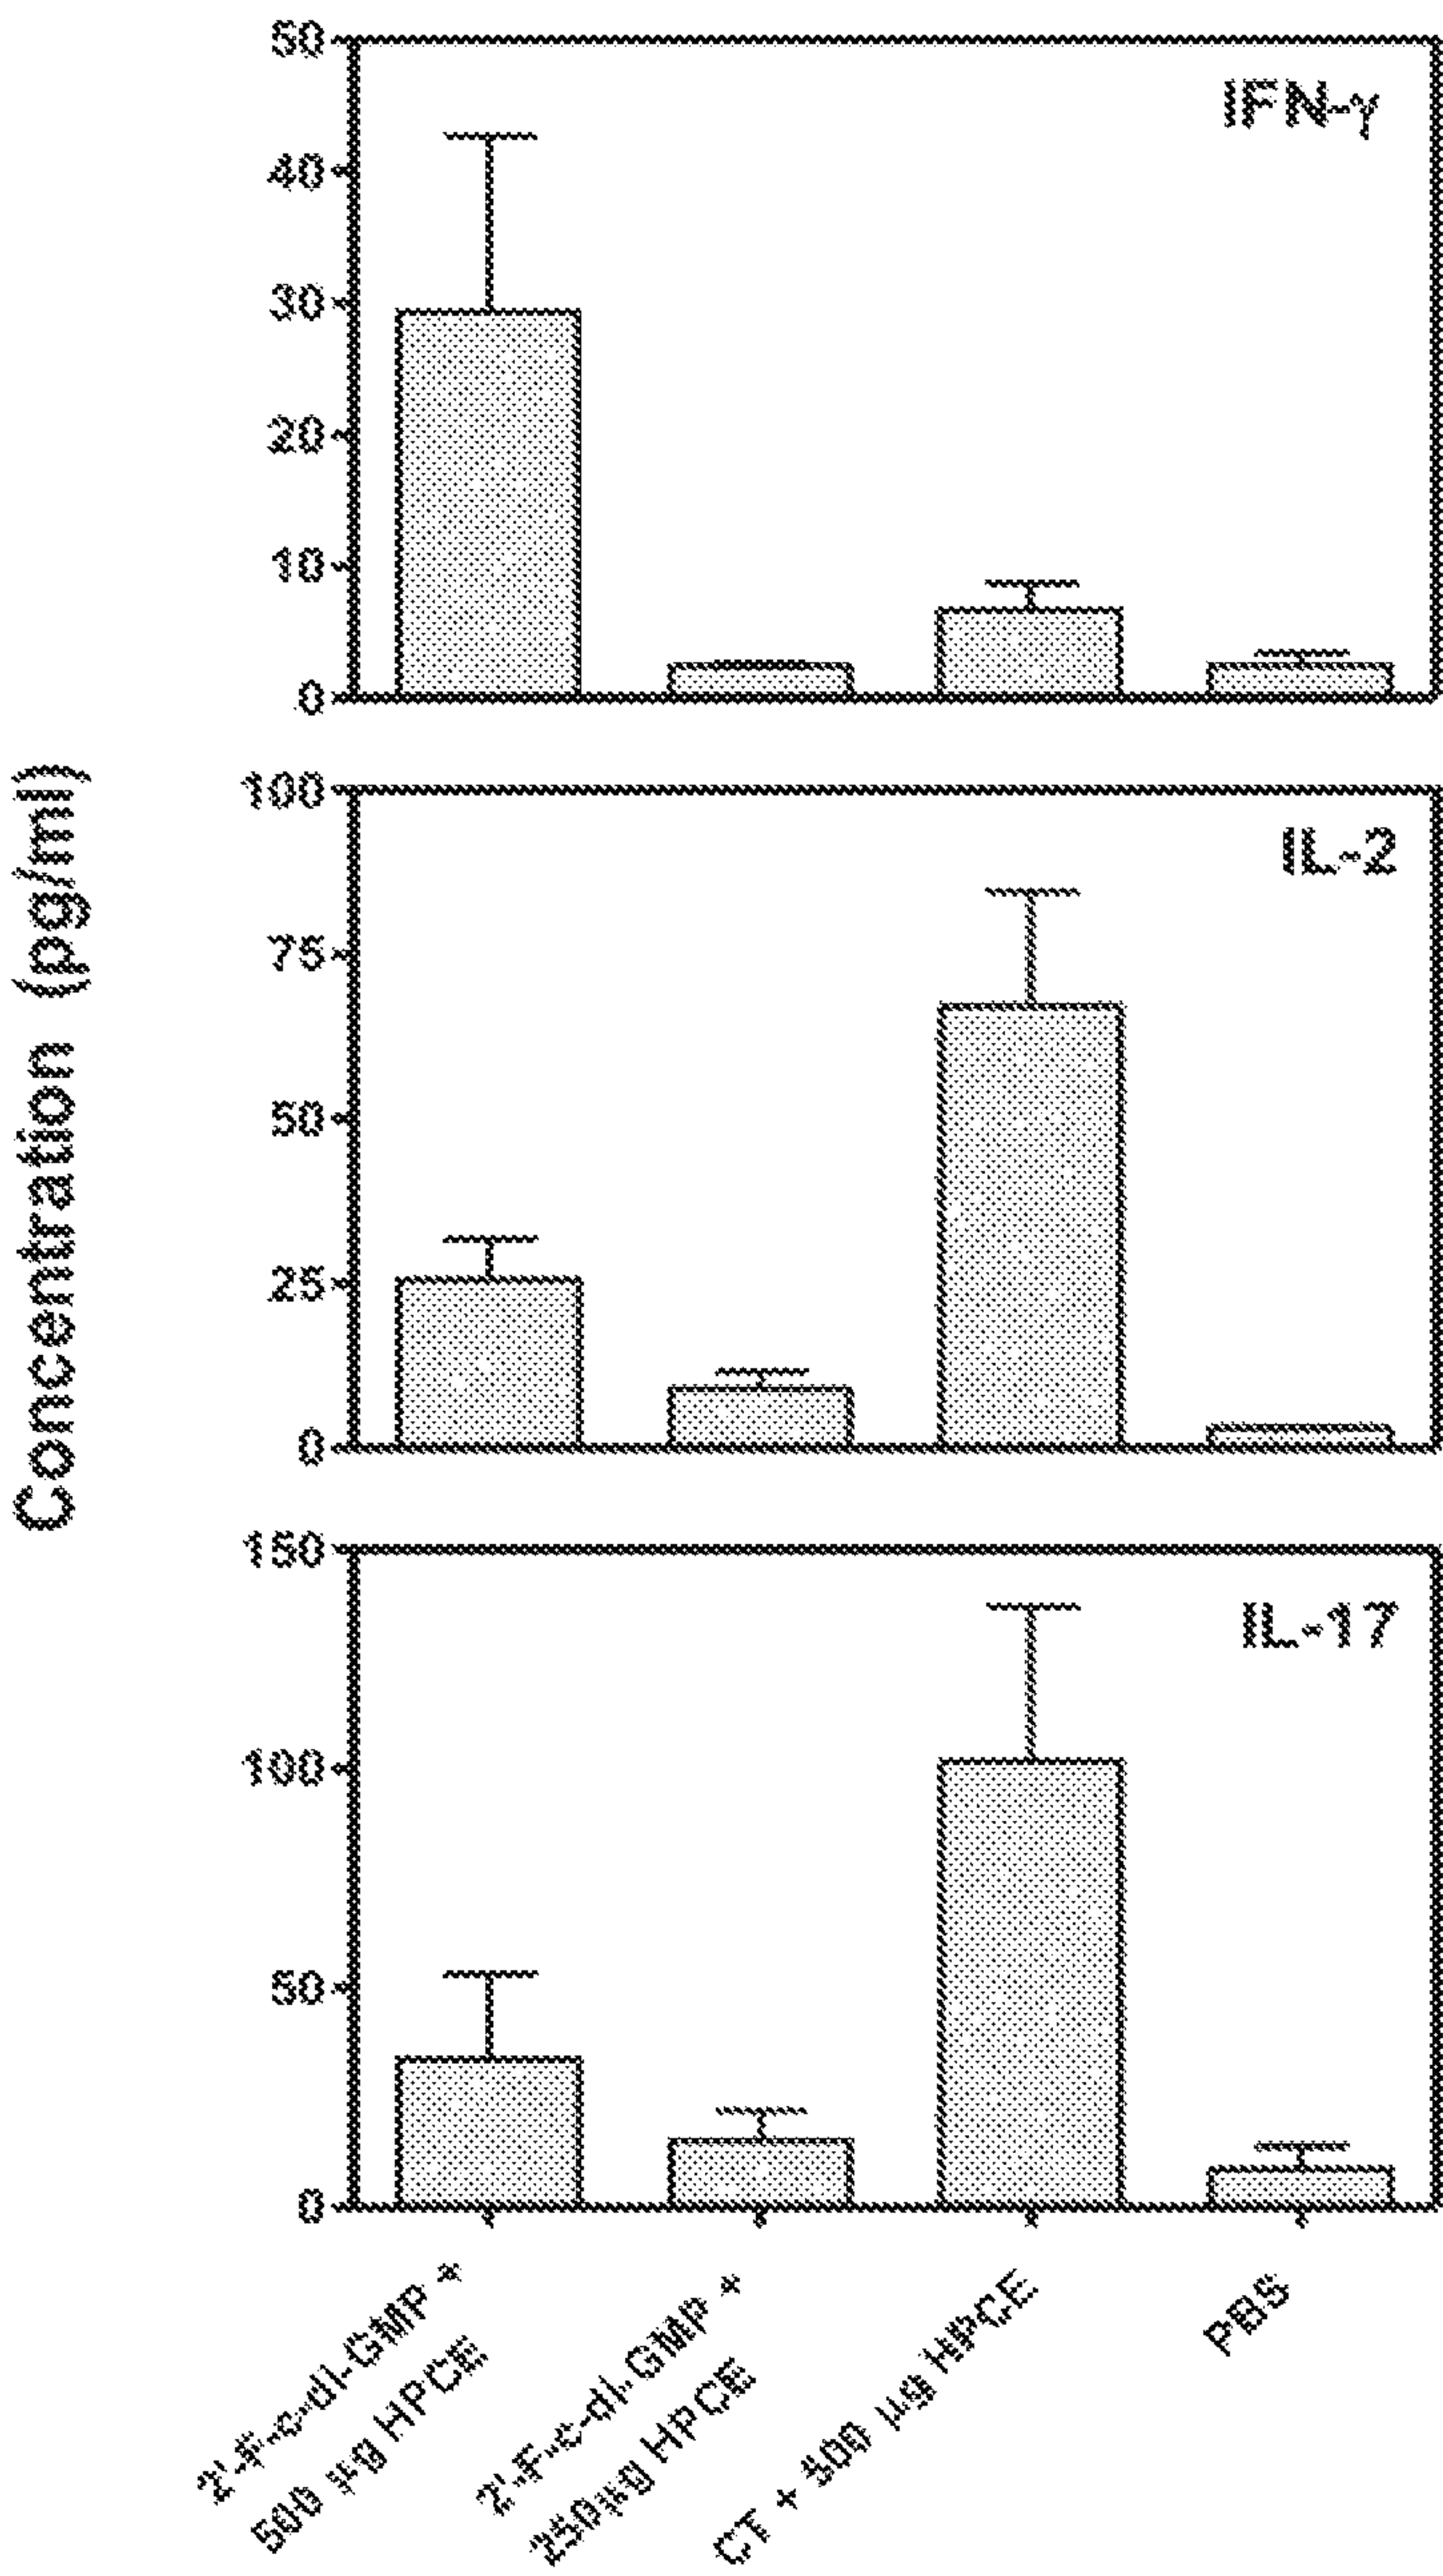 Concentration (pg/ml)
50
40
30
20
10
0
IFN-γ
100
75
50
25
0
IL-2
150
100
50
0
IL-17
2'-F-c-di-GMP +
500 µg HPCE
2'-F-c-di-GMP +
250µg HPCE
CT + 500 µg HPCE
PBS